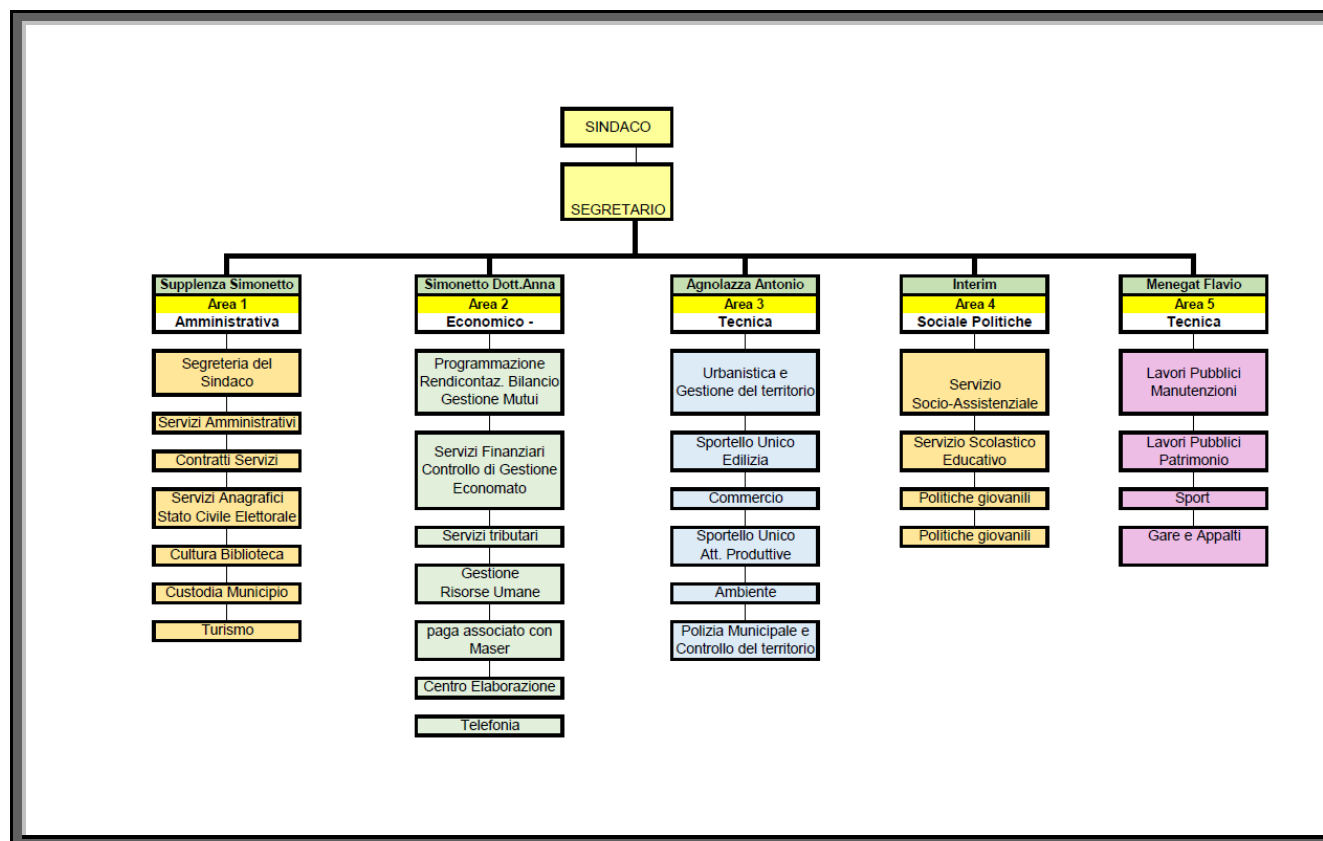 SINDACO
SEGRETARIO
Supplenza Simonetto
Area 1
Amministrativa
Segreteria del
Sindaco
Servizi Amministrativi
Contratti Servizi
Servizi Anagrafici
Stato Civile Elettorale
Cultura Biblioteca
Custodia Municipio
Turismo
Simonetto Dott.Anna
Area 2
Economico -
Programmazione
Rendicontaz. Bilancio
Gestione Mutui
Servizi Finanziari
Controllo di Gestione
Economato
Servizi tributari
Gestione
Risorse Umane
paga associato con
Maser
Centro Elaborazione
Telefonia
Agnolazza Antonio
Area 3
Tecnica
Urbanistica e
Gestione del territorio
Sportello Unico
Edilizia
Commercio
Sportello Unico
Att. Produttive
Ambiente
Polizia Municipale e
Controllo del territorio
Interim
Area 4
Sociale Politiche
Servizio
Socio-Assistenziale
Servizio Scolastico
Educativo
Politiche giovanili
Politiche giovanili
Menegat Flavio
Area 5
Tecnica
Lavori Pubblici
Manutenzioni
Lavori Pubblici
Patrimonio
Sport
Gare e Appalti